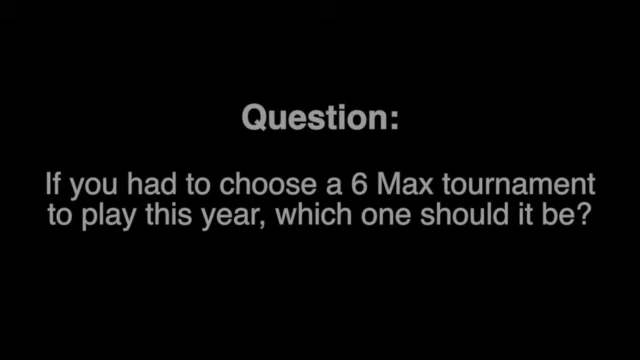 Question:
If you had to choose a 6 Max tournament
to play this year, which one should it be?